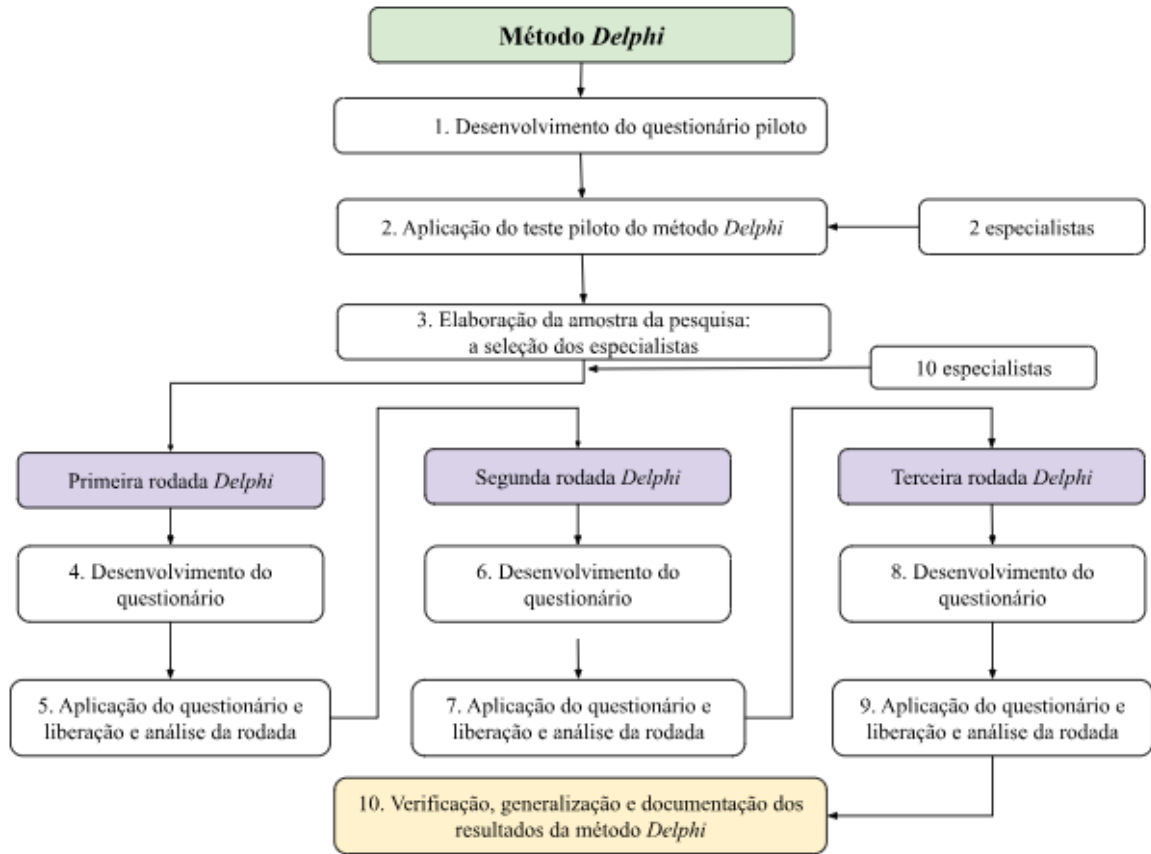 Método Delphi
1. Desenvolvimento do questionário piloto
2. Aplicação do teste piloto do método Delphi
2 especialistas
3. Elaboração da amostra da pesquisa:
a seleção dos especialistas
10 especialistas
Primeira rodada Delphi
Segunda rodada Delphi
Terceira rodada Delphi
4. Desenvolvimento do
questionário
6. Desenvolvimento do
questionário
8. Desenvolvimento do
questionário
5. Aplicação do questionário e
liberação e análise da rodada
7. Aplicação do questionário e
liberação e análise da rodada
9. Aplicação do questionário e
liberação e análise da rodada
10. Verificação, generalização e documentação dos
resultados da método Delphi